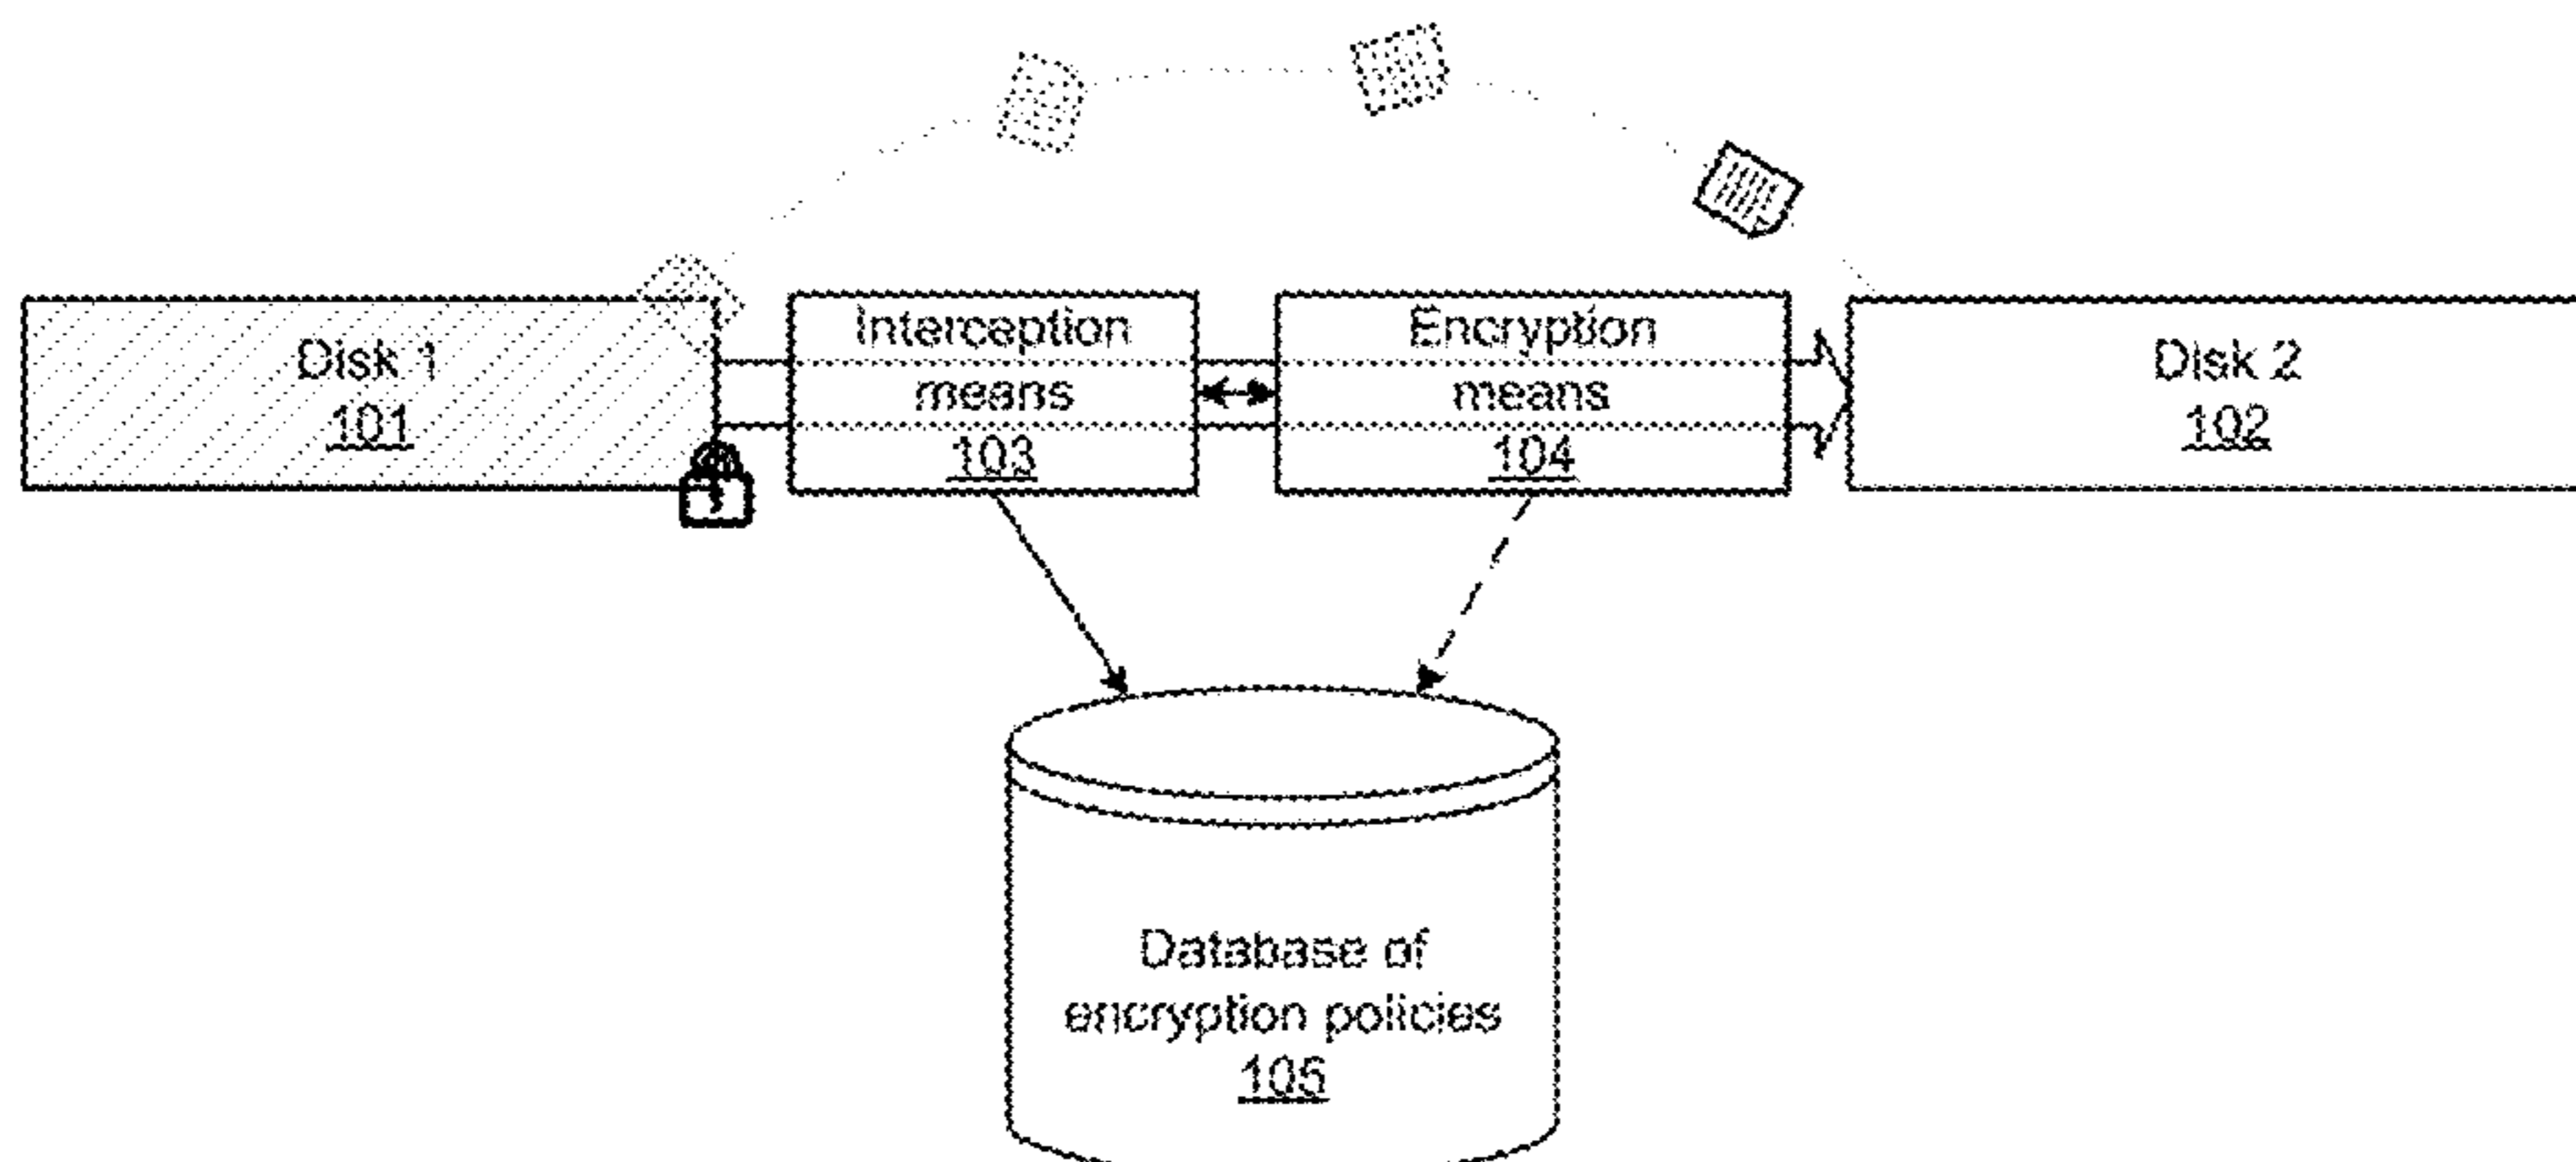 Disk 1
101
Interception
means
103
Encryption
means
104
Disk 2
102
Database of
encryption policies
105